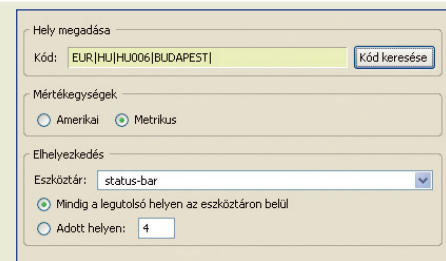 Hely megadása
Kód: EUR|HU|HU006|BUDAPEST| Kód keresése
Mértékegységek
Amerikai Metrikus
Elhelyezkedés
Eszköztár: status-bar
Mindig a legutolsó helyen az eszköztáron belül
Adott helyen: 4